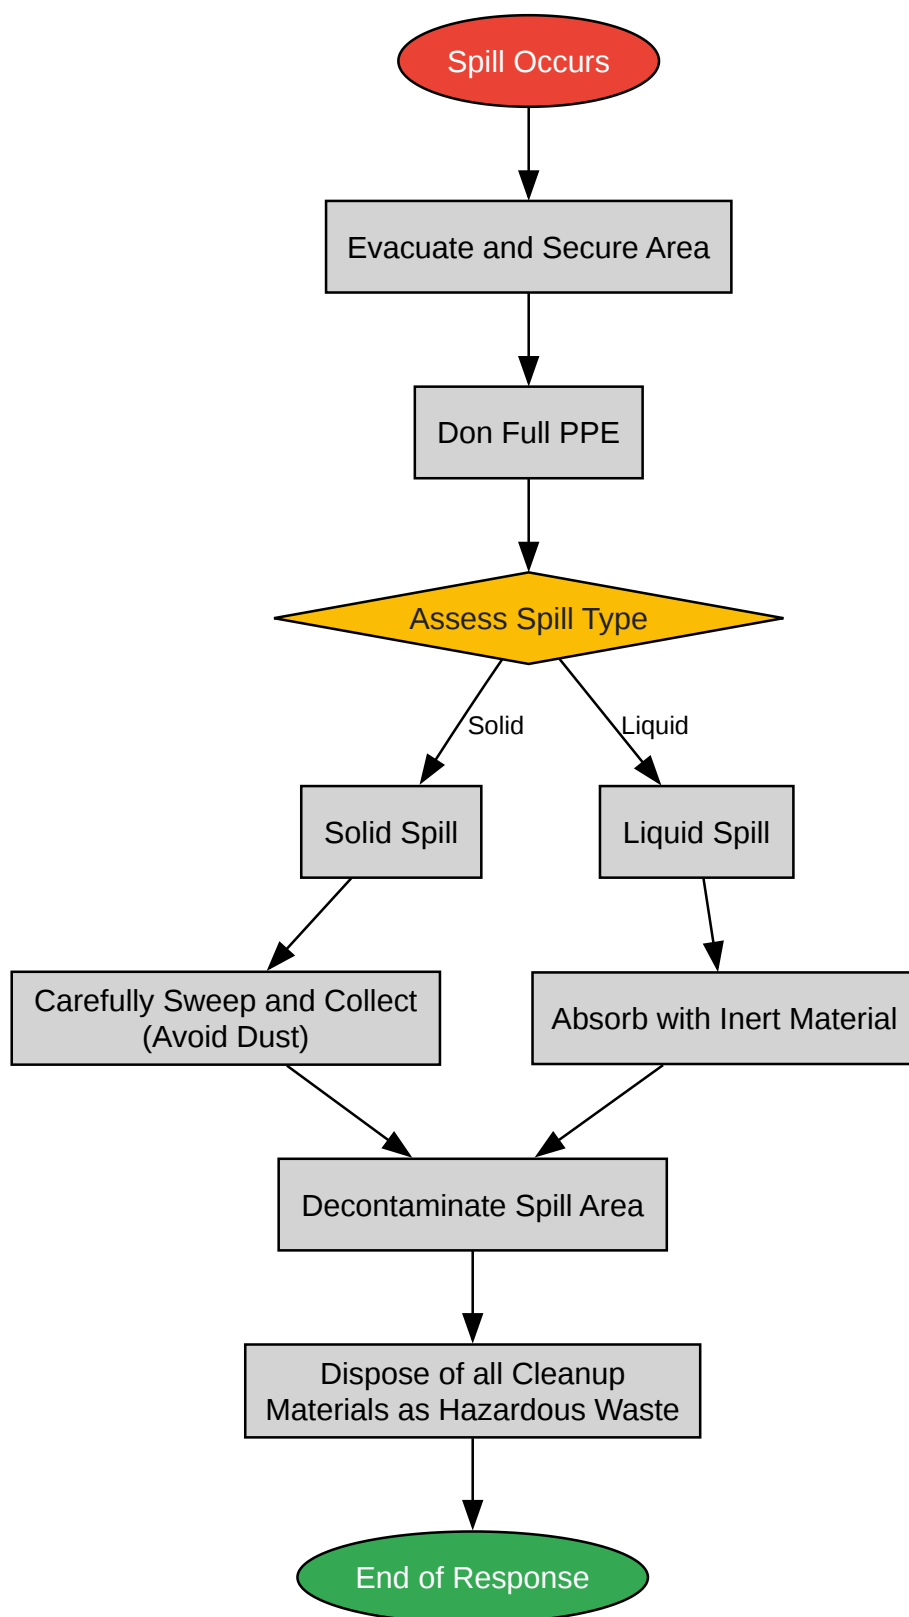 Spill Occurs
Evacuate and Secure Area
Don Full PPE
Assess Spill Type
Solid
Liquid
Solid Spill
Liquid Spill
Carefully Sweep and Collect
(Avoid Dust)
Absorb with Inert Material
Decontaminate Spill Area
Dispose of all Cleanup
Materials as Hazardous Waste
End of Response